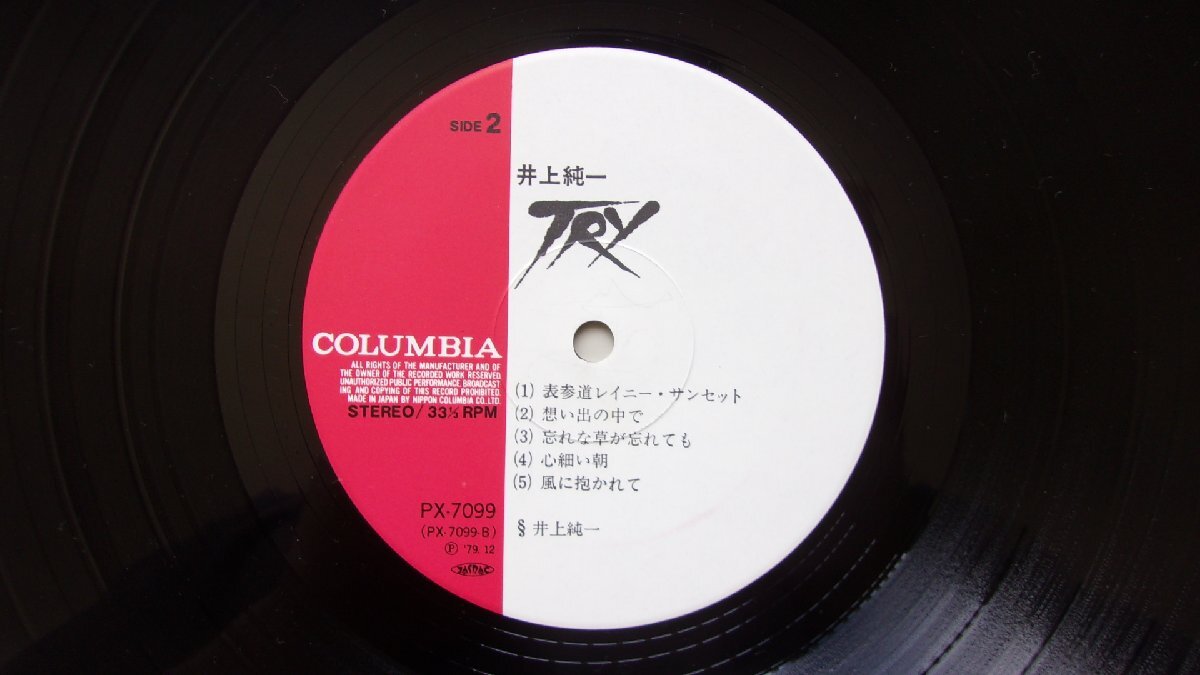 SIDE 2
井上純一
TRY
COLUMBIA
ALL RIGHTS OF THE MANUFACTURER AND OF
THE OWNER OF THE RECORDED WORK RESERVED.
UNAUTHORIZED PUBLIC PERFORMANCE, BROADCAST
ING AND COPYING OF THIS RECORD PROHIBITED.
MADE IN JAPAN BY NIPPON COLUMBIA CO. LTD.
STEREO/33⅓ RPM
(1) 表参道レイニー・サンセット
(2) 想い出の中で
(3) 忘れな草が忘れても
(4) 心細い朝
(5) 風に抱かれて
§ 井上純一
PX-7099
(PX-7099-B)
Ⓟ '79. 12
JASRAC